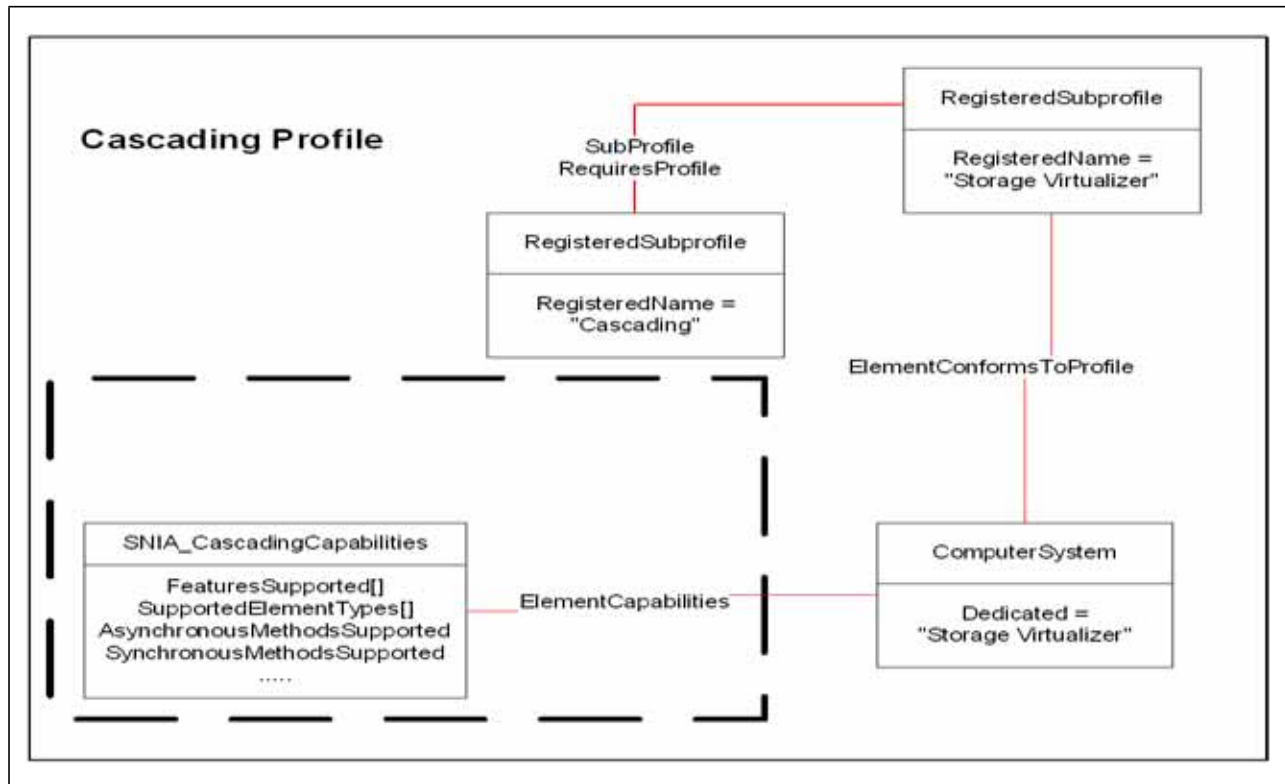 Cascading Profile
SubProfile
RequiresProfile
RegisteredSubprofile
RegisteredName =
"Storage Virtualizer"
RegisteredSubprofile
RegisteredName =
"Cascading"
ElementConformsToProfile
SNIA_CascadingCapabilities
FeaturesSupported[]
SupportedElementTypes[]
AsynchronousMethodsSupported
SynchronousMethodsSupported
.....
ElementCapabilities
ComputerSystem
Dedicated =
"Storage Virtualizer"